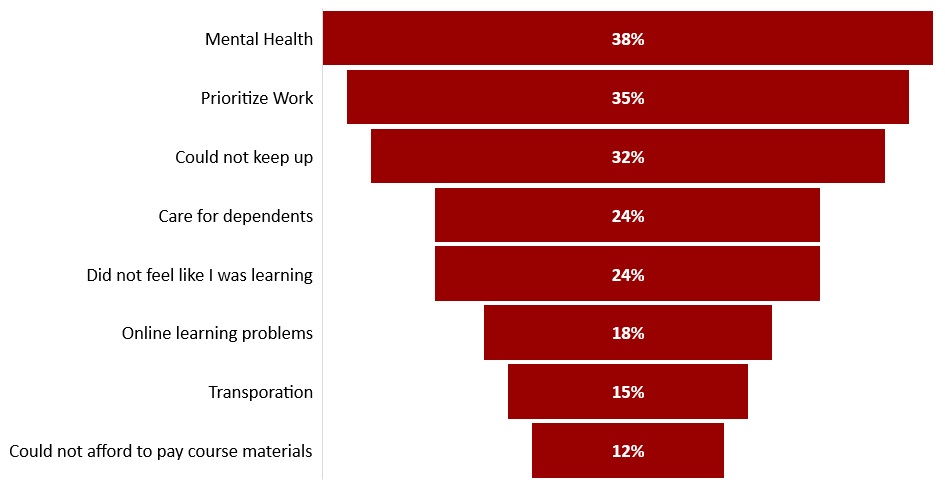 Mental Health 38%
Prioritize Work 35%
Could not keep up 32%
Care for dependents 24%
Did not feel like I was learning 24%
Online learning problems 18%
Transporation 15%
Could not afford to pay course materials 12%